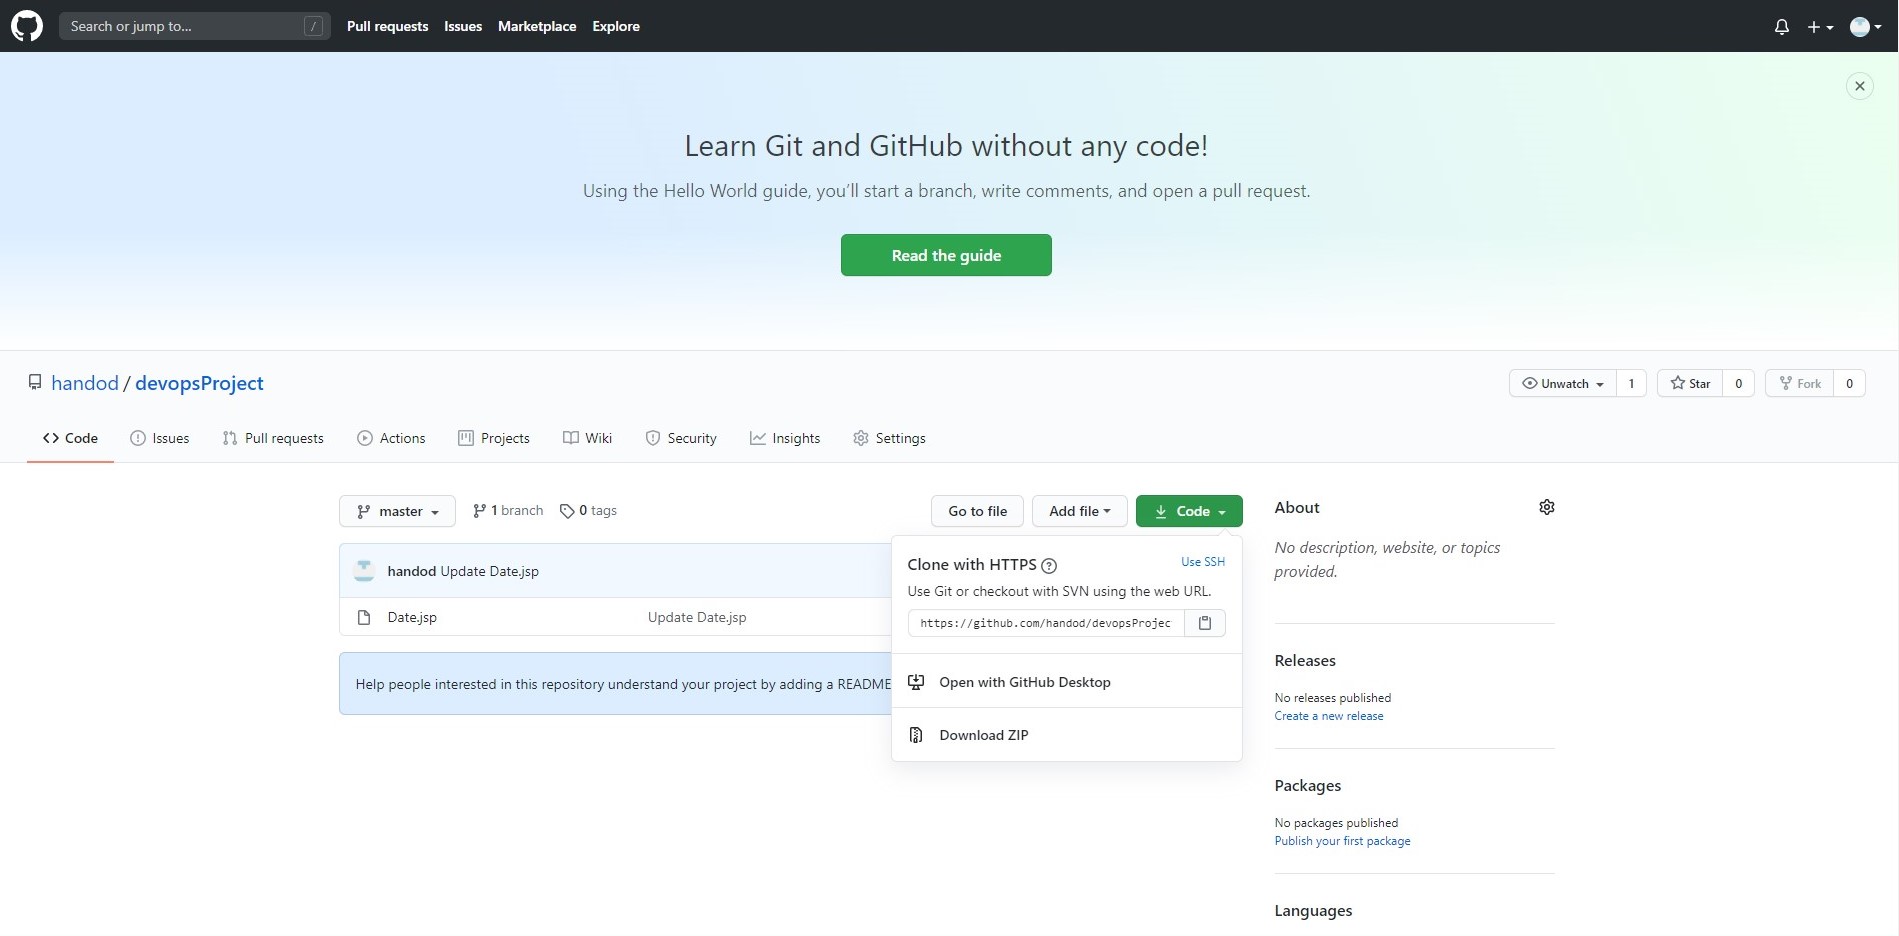 Search or jump to... /
Pull requests Issues Marketplace Explore
Learn Git and GitHub without any code!
Using the Hello World guide, you’ll start a branch, write comments, and open a pull request.
Read the guide
handod / devopsProject
Unwatch 1 Star 0 Fork 0
Code Issues Pull requests Actions Projects Wiki Security Insights Settings
master 1 branch 0 tags Go to file Add file Code
handod Update Date.jsp
Date.jsp Update Date.jsp
Help people interested in this repository understand your project by adding a README
Clone with HTTPS ? Use SSH
Use Git or checkout with SVN using the web URL.
https://github.com/handod/devopsProjec
Open with GitHub Desktop
Download ZIP
About
No description, website, or topics
provided.
Releases
No releases published
Create a new release
Packages
No packages published
Publish your first package
Languages